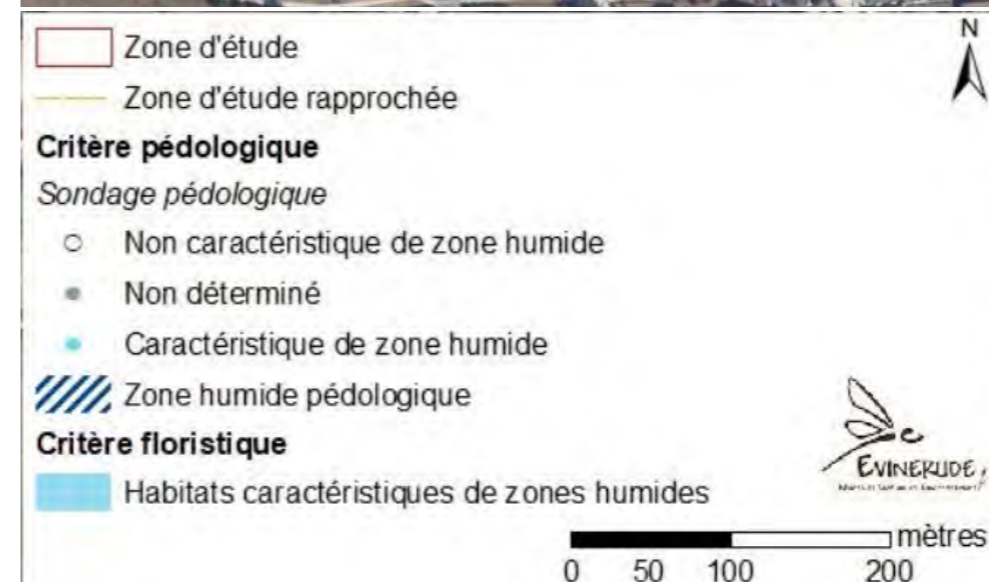 N
Zone d'étude
Zone d'étude rapprochée
Critère pédologique
Sondage pédologique
Non caractéristique de zone humide
Non déterminé
Caractéristique de zone humide
Zone humide pédologique
Critère floristique
Habitats caractéristiques de zones humides
EVINERUDE
mètres
0 50 100 200